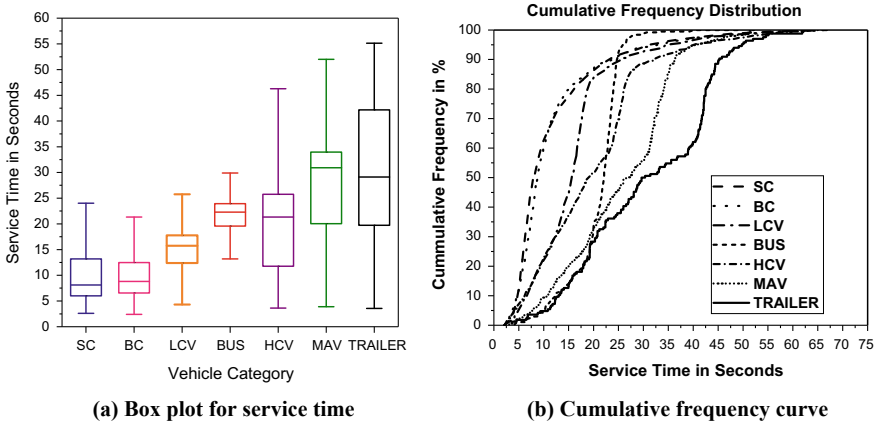 60
55
50
45
40
35
30
25
20
15
10
5
0
Service Time in Seconds
SC BC LCV BUS HCV MAV TRAILER
Vehicle Category
(a) Box plot for service time
Cumulative Frequency Distribution
100
90
80
70
60
50
40
30
20
10
0
Cummulative Frequency in %
SC
BC
LCV
BUS
HCV
MAV
TRAILER
0 5 10 15 20 25 30 35 40 45 50 55 60 65 70 75
Service Time in Seconds
(b) Cumulative frequency curve